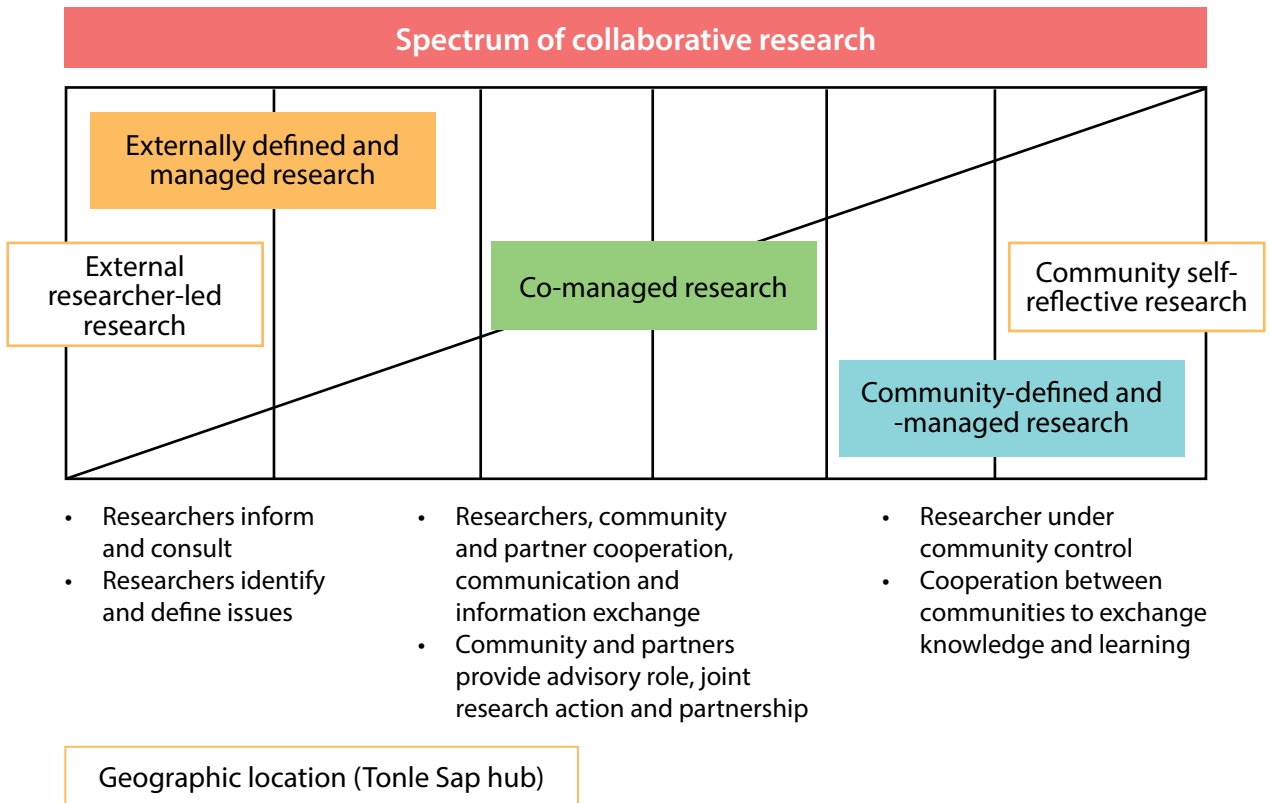 Spectrum of collaborative research
Externally defined and
managed research
External
researcher-led
research
Co-managed research
Community self-
reflective research
Community-defined and
-managed research
• Researchers inform
and consult
• Researchers identify
and define issues
• Researchers, community
and partner cooperation,
communication and
information exchange
• Community and partners
provide advisory role, joint
research action and partnership
• Researcher under
community control
• Cooperation between
communities to exchange
knowledge and learning
Geographic location (Tonle Sap hub)